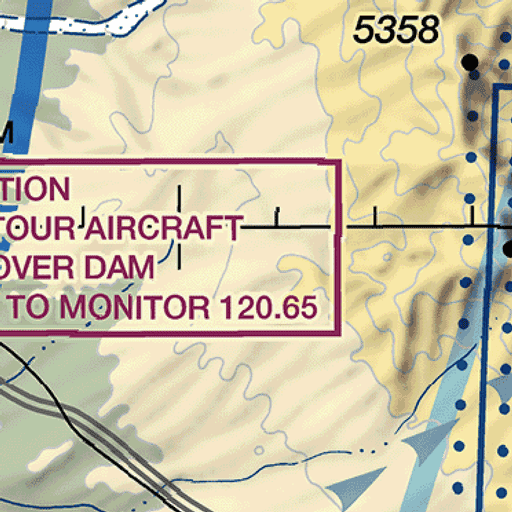 5358
M
TION
TOUR AIRCRAFT
OVER DAM
TO MONITOR 120.65